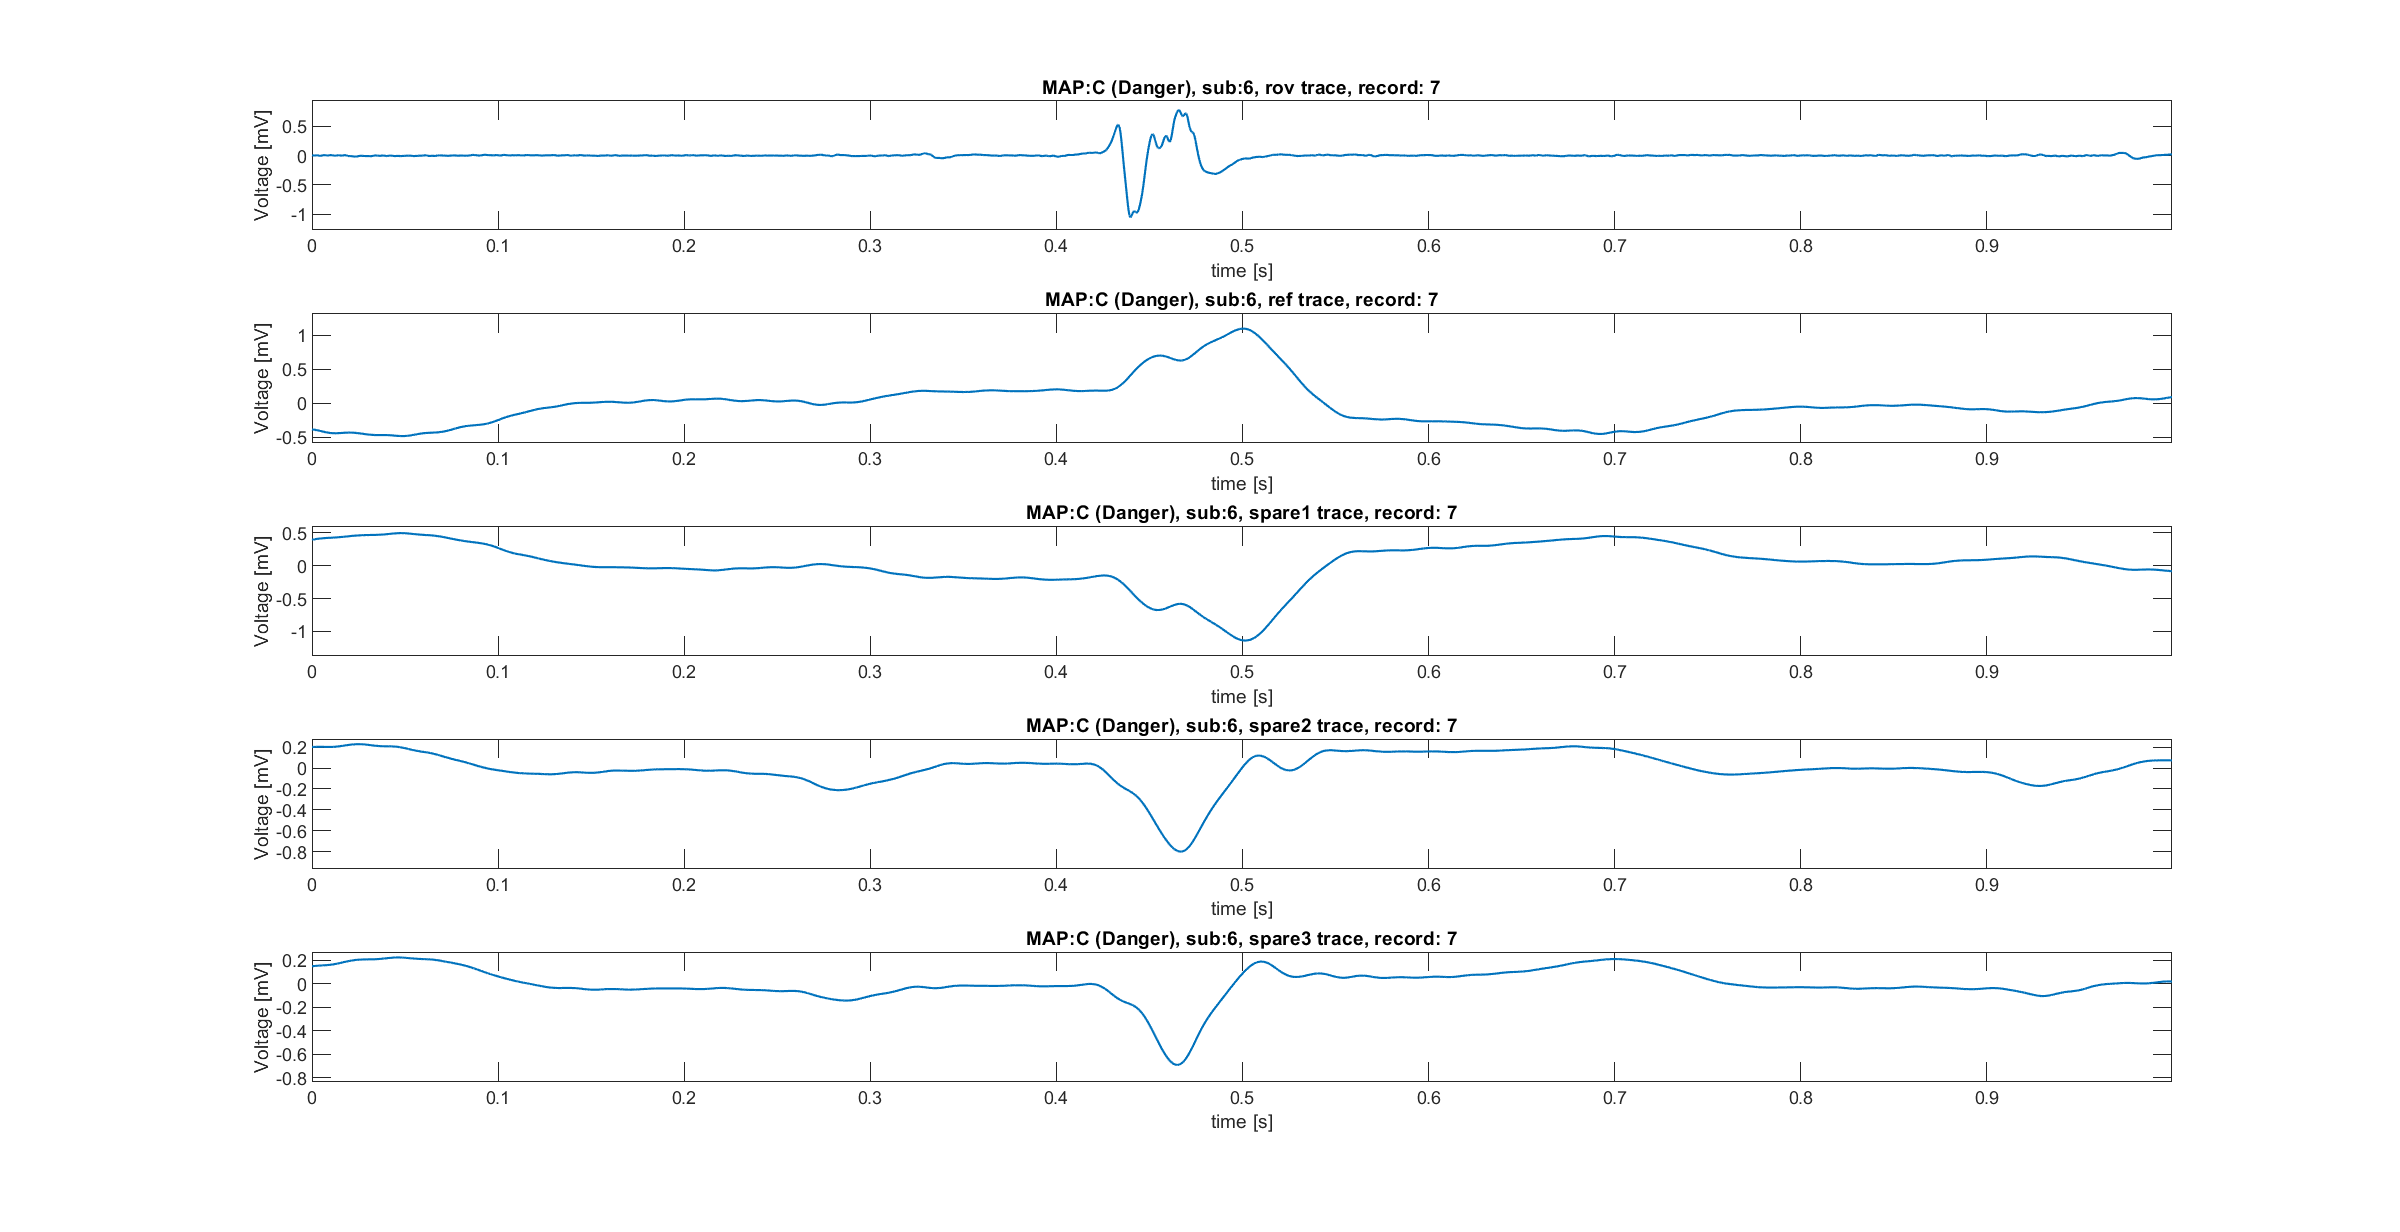 MAP:C (Danger), sub:6, rov trace, record: 7
Voltage [mV]
0.5
0
-0.5
-1
0 0.1 0.2 0.3 0.4 0.5 0.6 0.7 0.8 0.9
time [s]
MAP:C (Danger), sub:6, ref trace, record: 7
Voltage [mV]
1
0.5
0
-0.5
0 0.1 0.2 0.3 0.4 0.5 0.6 0.7 0.8 0.9
time [s]
MAP:C (Danger), sub:6, spare1 trace, record: 7
Voltage [mV]
0.5
0
-0.5
-1
0 0.1 0.2 0.3 0.4 0.5 0.6 0.7 0.8 0.9
time [s]
MAP:C (Danger), sub:6, spare2 trace, record: 7
Voltage [mV]
0.2
0
-0.2
-0.4
-0.6
-0.8
0 0.1 0.2 0.3 0.4 0.5 0.6 0.7 0.8 0.9
time [s]
MAP:C (Danger), sub:6, spare3 trace, record: 7
Voltage [mV]
0.2
0
-0.2
-0.4
-0.6
-0.8
0 0.1 0.2 0.3 0.4 0.5 0.6 0.7 0.8 0.9
time [s]